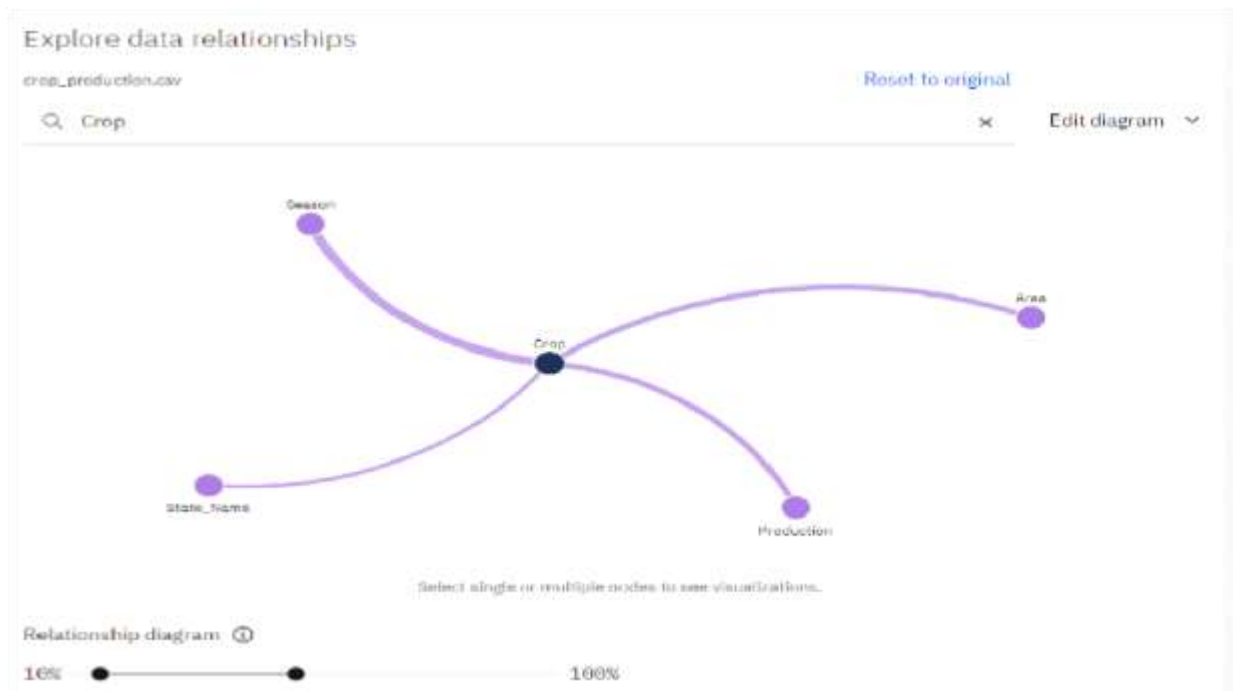 Explore data relationships
crop_production.csv
Reset to original
Crop
Edit diagram
Season
Area
Crop
State_Name
Production
Select single or multiple nodes to see visualizations.
Relationship diagram
10%
100%